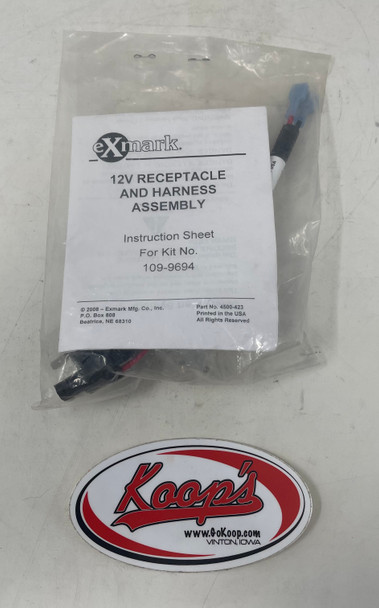 eXmark.
12V RECEPTACLE
AND HARNESS
ASSEMBLY
Instruction Sheet
For Kit No.
109-9694
© 2008 – Exmark Mfg. Co., Inc.
P.O. Box 808
Beatrice, NE 68310
Part No. 4500-423
Printed in the USA
All Rights Reserved
Koop's
www.GoKoop.com
VINTON, IOWA